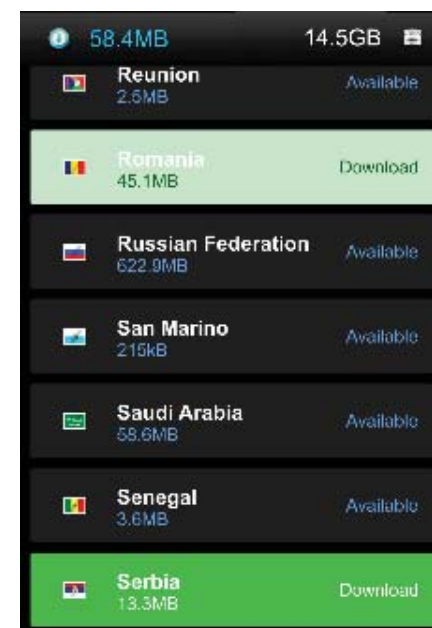 58.4MB 14.5GB
Reunion
2.5MB Available
Romania
45.1MB Download
Russian Federation
622.9MB Available
San Marino
215kB Available
Saudi Arabia
58.6MB Available
Senegal
3.6MB Available
Serbia
13.3MB Download